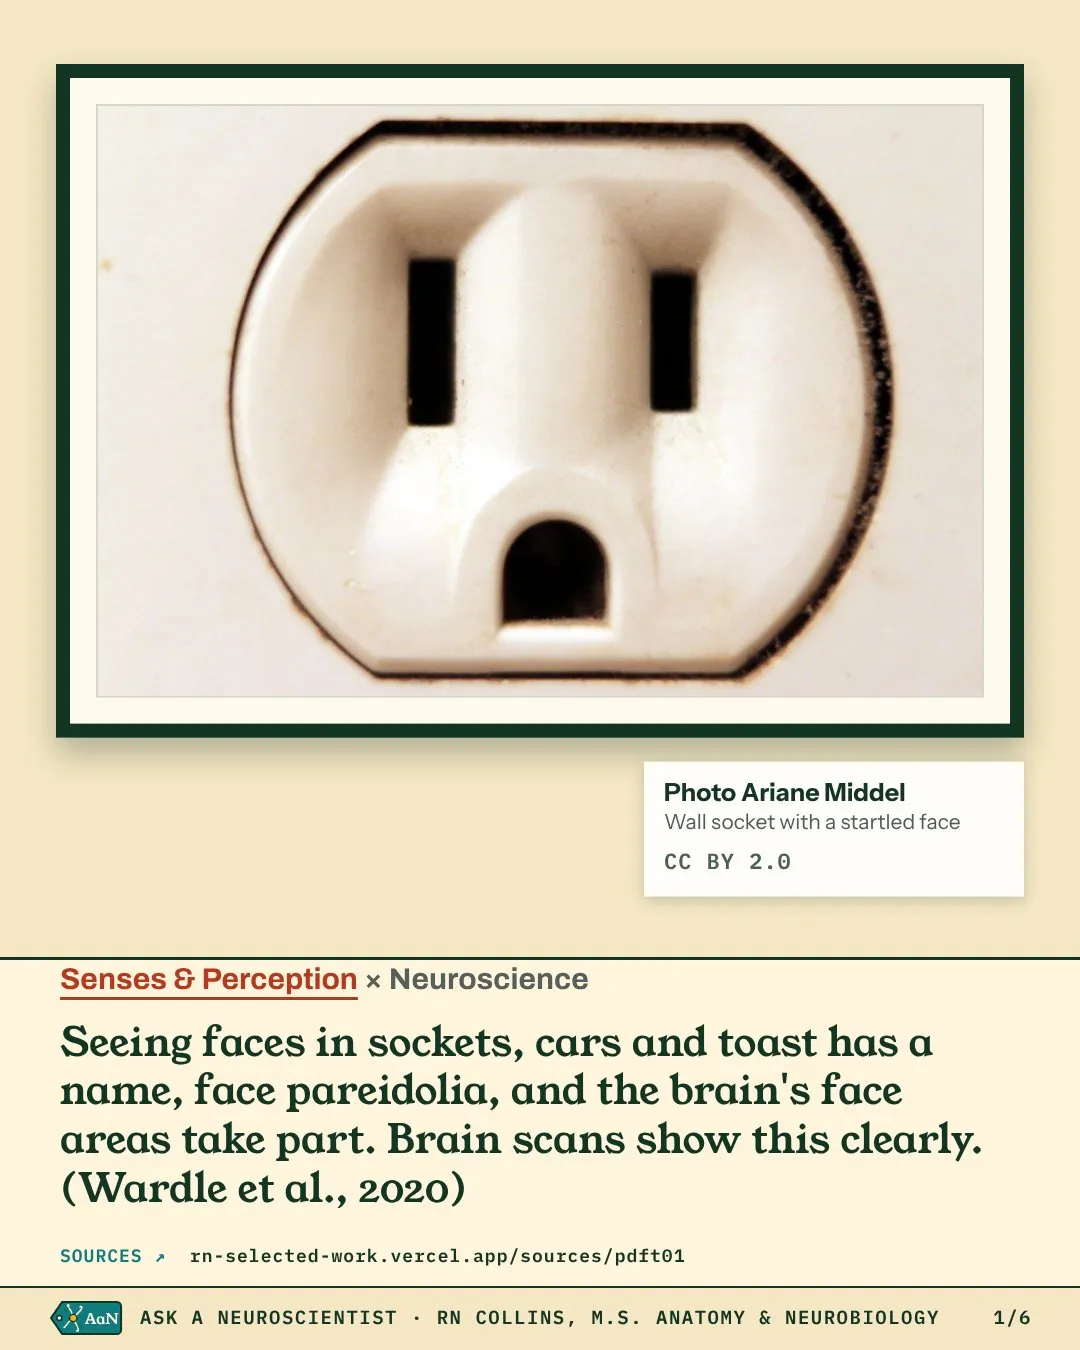 Photo Ariane Middel
Wall socket with a startled face
CC BY 2.0
Senses & Perception × Neuroscience
Seeing faces in sockets, cars and toast has a
name, face pareidolia, and the brain's face
areas take part. Brain scans show this clearly.
(Wardle et al., 2020)
SOURCES ↗ rn-selected-work.vercel.app/sources/pdft01
AaN ASK A NEUROSCIENTIST · RN COLLINS, M.S. ANATOMY & NEUROBIOLOGY 1/6